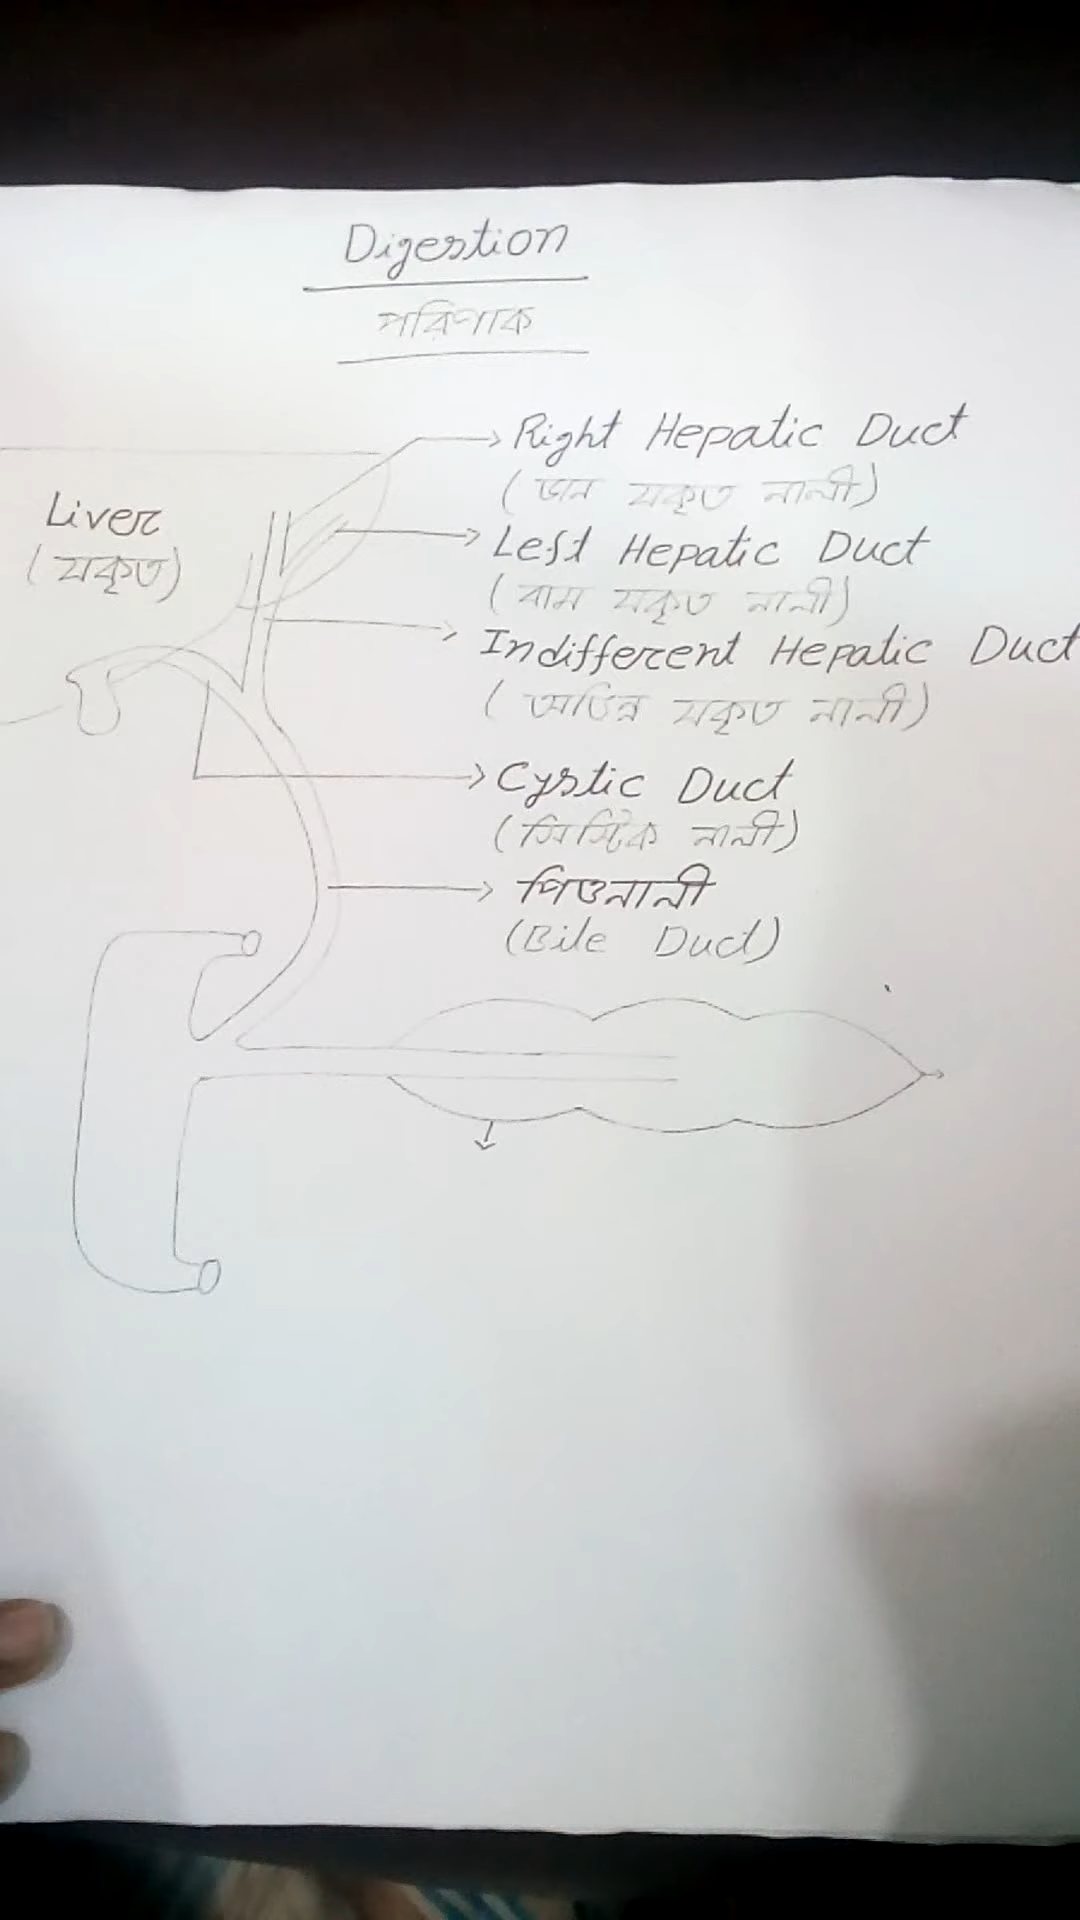 Digestion
পরিপাক
Right Hepatic Duct
(ডান যকৃত নালী)
Liver
(যকৃত)
Left Hepatic Duct
(বাম যকৃত নালী)
Indifferent Hepatic Duct
(অভিন্ন যকৃত নালী)
Cystic Duct
(সিস্টিক নালী)
পিত্তনালী
(Bile Duct)